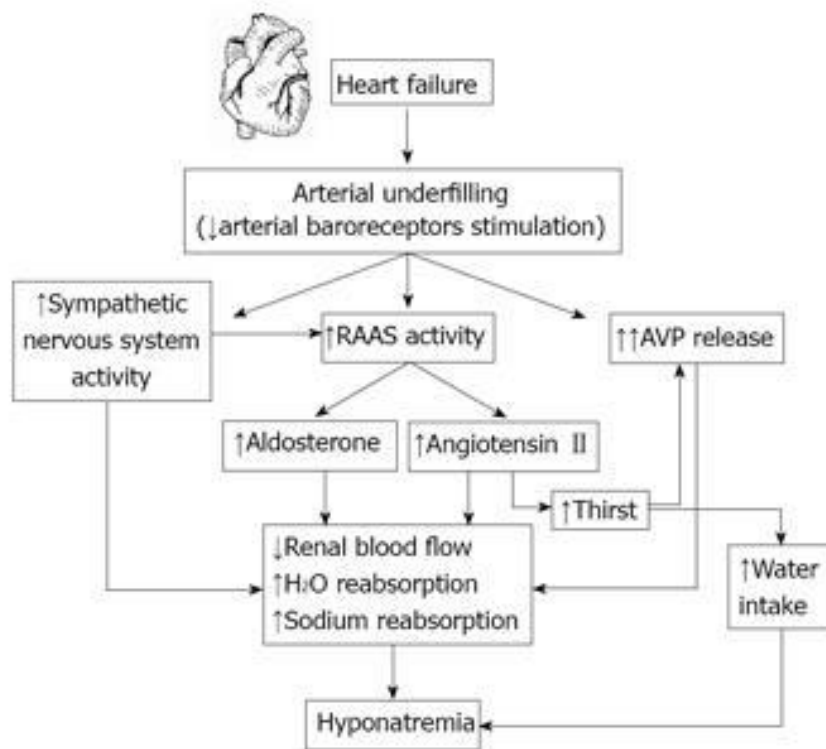 Heart failure
Arterial underfilling
(↓arterial baroreceptors stimulation)
↑Sympathetic
nervous system
activity
↑RAAS activity
↑↑AVP release
↑Aldosterone
↑Angiotensin II
↑Thirst
↓Renal blood flow
↑H₂O reabsorption
↑Sodium reabsorption
↑Water
intake
Hyponatremia